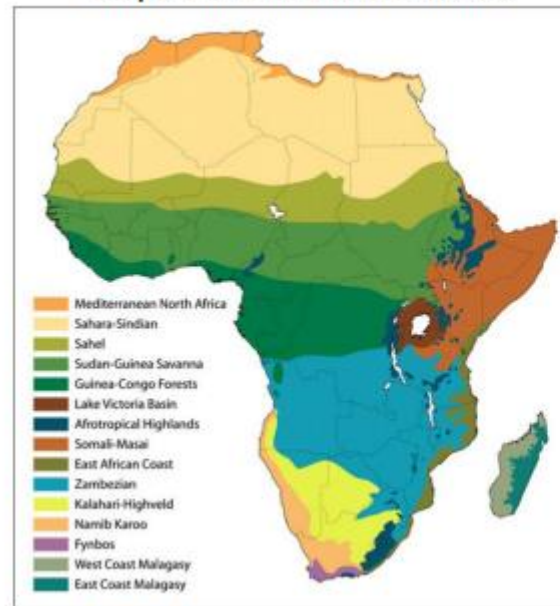 Mediterranean North Africa
Sahara-Sindian
Sahel
Sudan-Guinea Savanna
Guinea-Congo Forests
Lake Victoria Basin
Afrotropical Highlands
Somali-Masai
East African Coast
Zambezian
Kalahari-Highveld
Namib Karoo
Fynbos
West Coast Malagasy
East Coast Malagasy